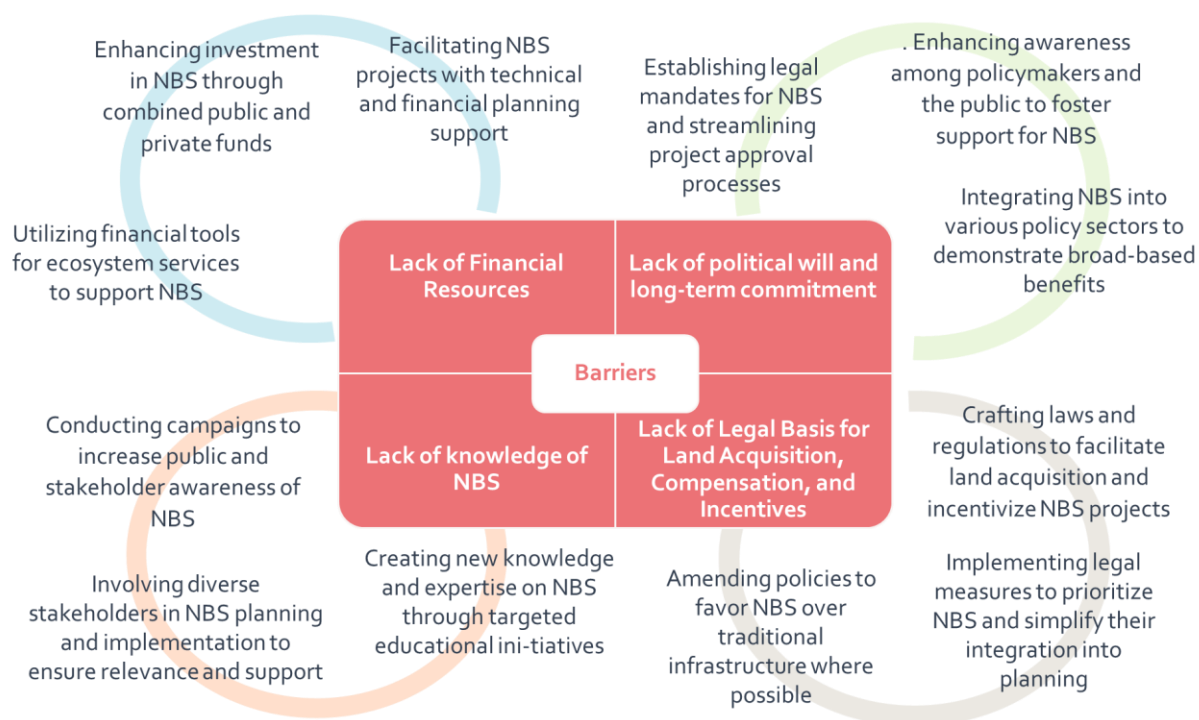 Enhancing investment
in NBS through
combined public and
private funds
Facilitating NBS
projects with technical
and financial planning
support
Utilizing financial tools
for ecosystem services
to support NBS
Establishing legal
mandates for NBS
and streamlining
project approval
processes
. Enhancing awareness
among policymakers and
the public to foster
support for NBS
Integrating NBS into
various policy sectors to
demonstrate broad-based
benefits
Lack of Financial
Resources
Lack of political will and
long-term commitment
Barriers
Lack of knowledge of
NBS
Lack of Legal Basis for
Land Acquisition,
Compensation, and
Incentives
Conducting campaigns to
increase public and
stakeholder awareness of
NBS
Involving diverse
stakeholders in NBS planning
and implementation to
ensure relevance and support
Creating new knowledge
and expertise on NBS
through targeted
educational ini-tiatives
Amending policies to
favor NBS over
traditional
infrastructure where
possible
Crafting laws and
regulations to facilitate
land acquisition and
incentivize NBS projects
Implementing legal
measures to prioritize
NBS and simplify their
integration into
planning